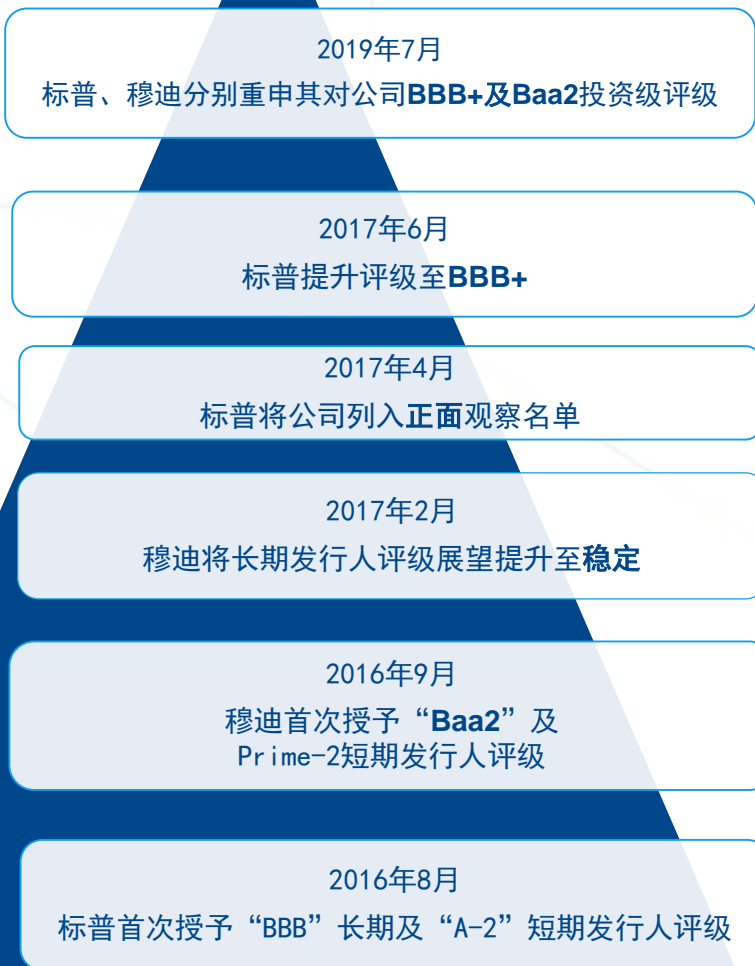 2019年7月
标普、穆迪分别重申其对公司BBB+及Baa2投资级评级
2017年6月
标普提升评级至BBB+
2017年4月
标普将公司列入正面观察名单
2017年2月
穆迪将长期发行人评级展望提升至稳定
2016年9月
穆迪首次授予“Baa2”及
Prime-2短期发行人评级
2016年8月
标普首次授予“BBB”长期及“A-2”短期发行人评级